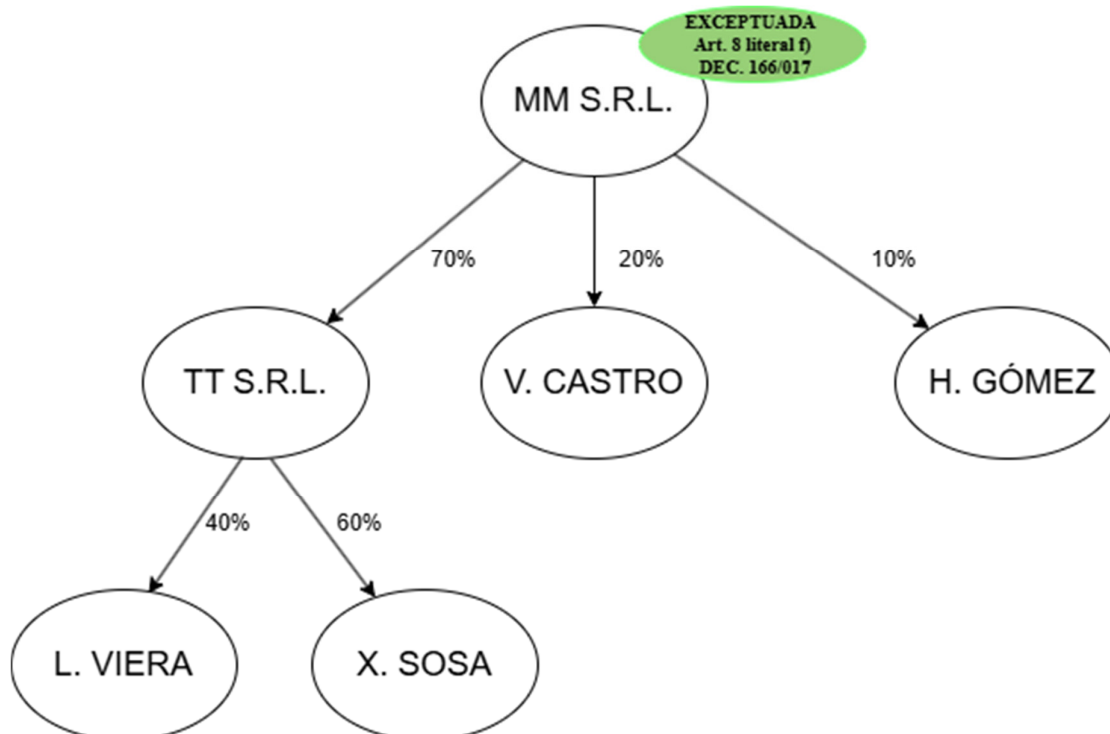 EXCEPTUADA
Art. 8 literal f)
DEC. 166/017
MM S.R.L.
70%
20%
10%
TT S.R.L.
V. CASTRO
H. GÓMEZ
40%
60%
L. VIERA
X. SOSA